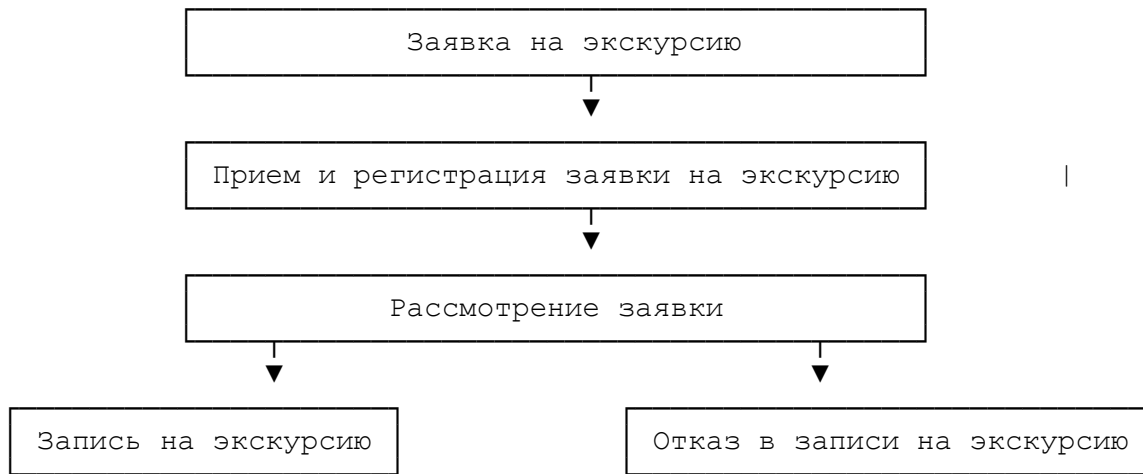 Заявка на экскурсию
Прием и регистрация заявки на экскурсию |
Рассмотрение заявки
Запись на экскурсию
Отказ в записи на экскурсию